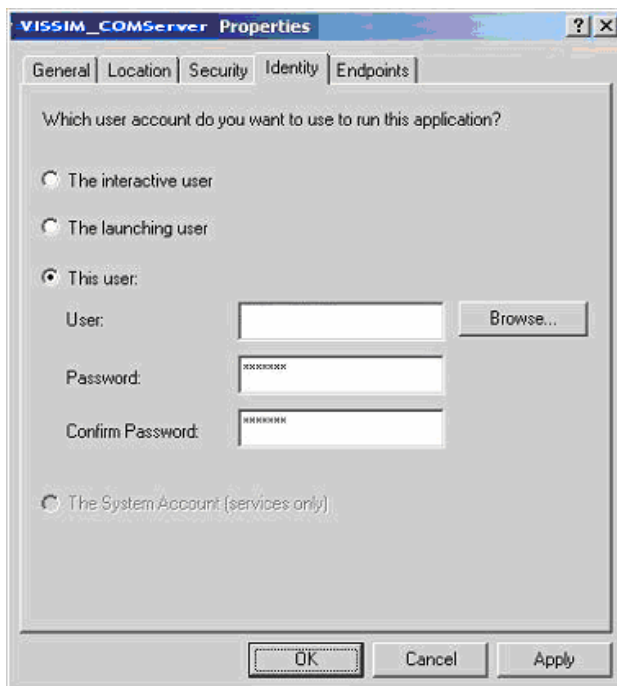 VISSIM_COMServer Properties
General Location Security Identity Endpoints
Which user account do you want to use to run this application?
The interactive user
The launching user
This user:
User:
Browse...
Password:
xxxxxxx
Confirm Password:
xxxxxxx
The System Account (services only)
OK Cancel Apply